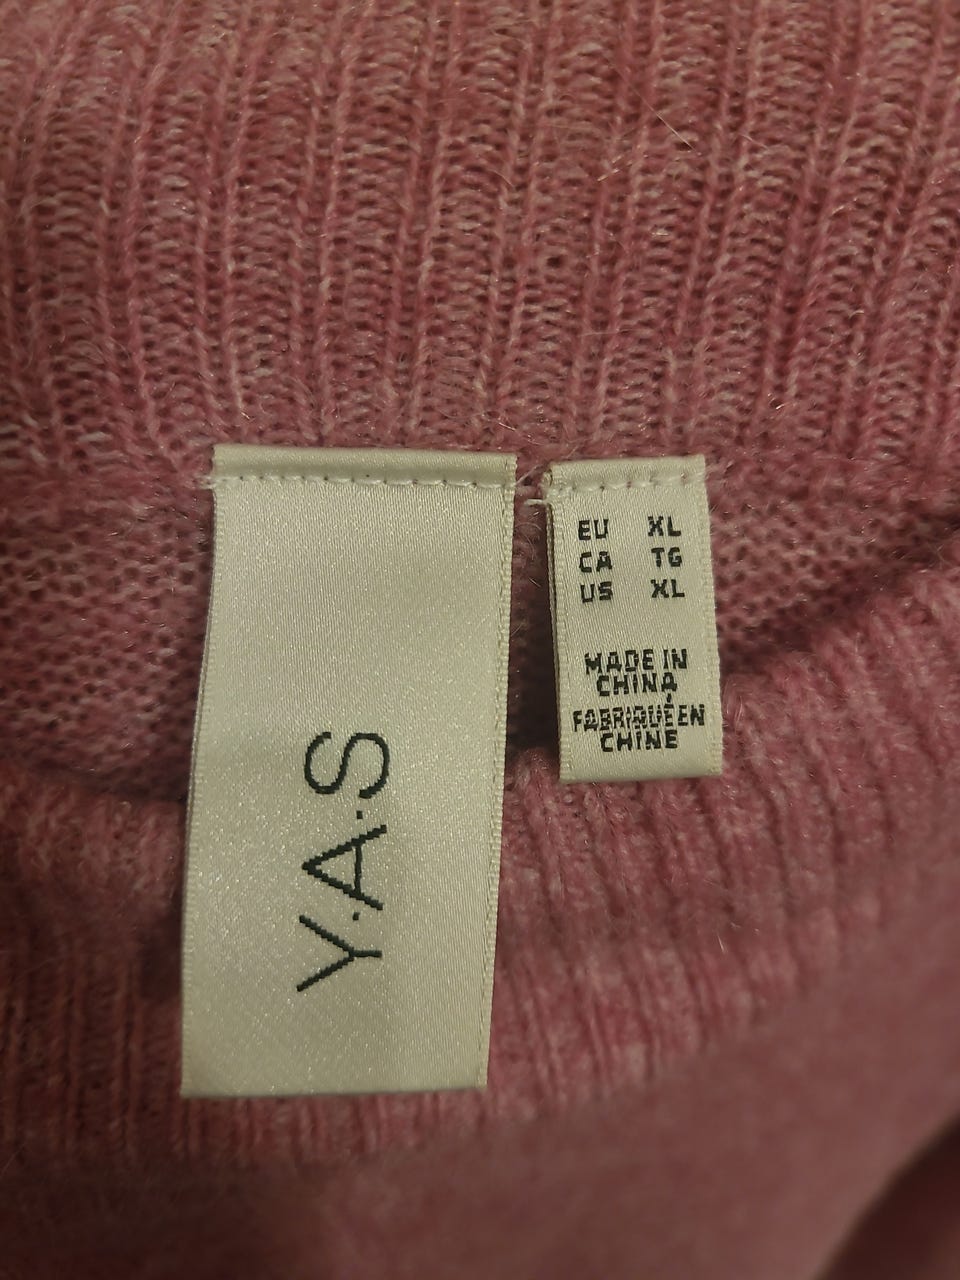 Y.A.S
EU XL
CA TG
US XL
MADE IN
CHINA
FABRIQUÉ EN
CHINE